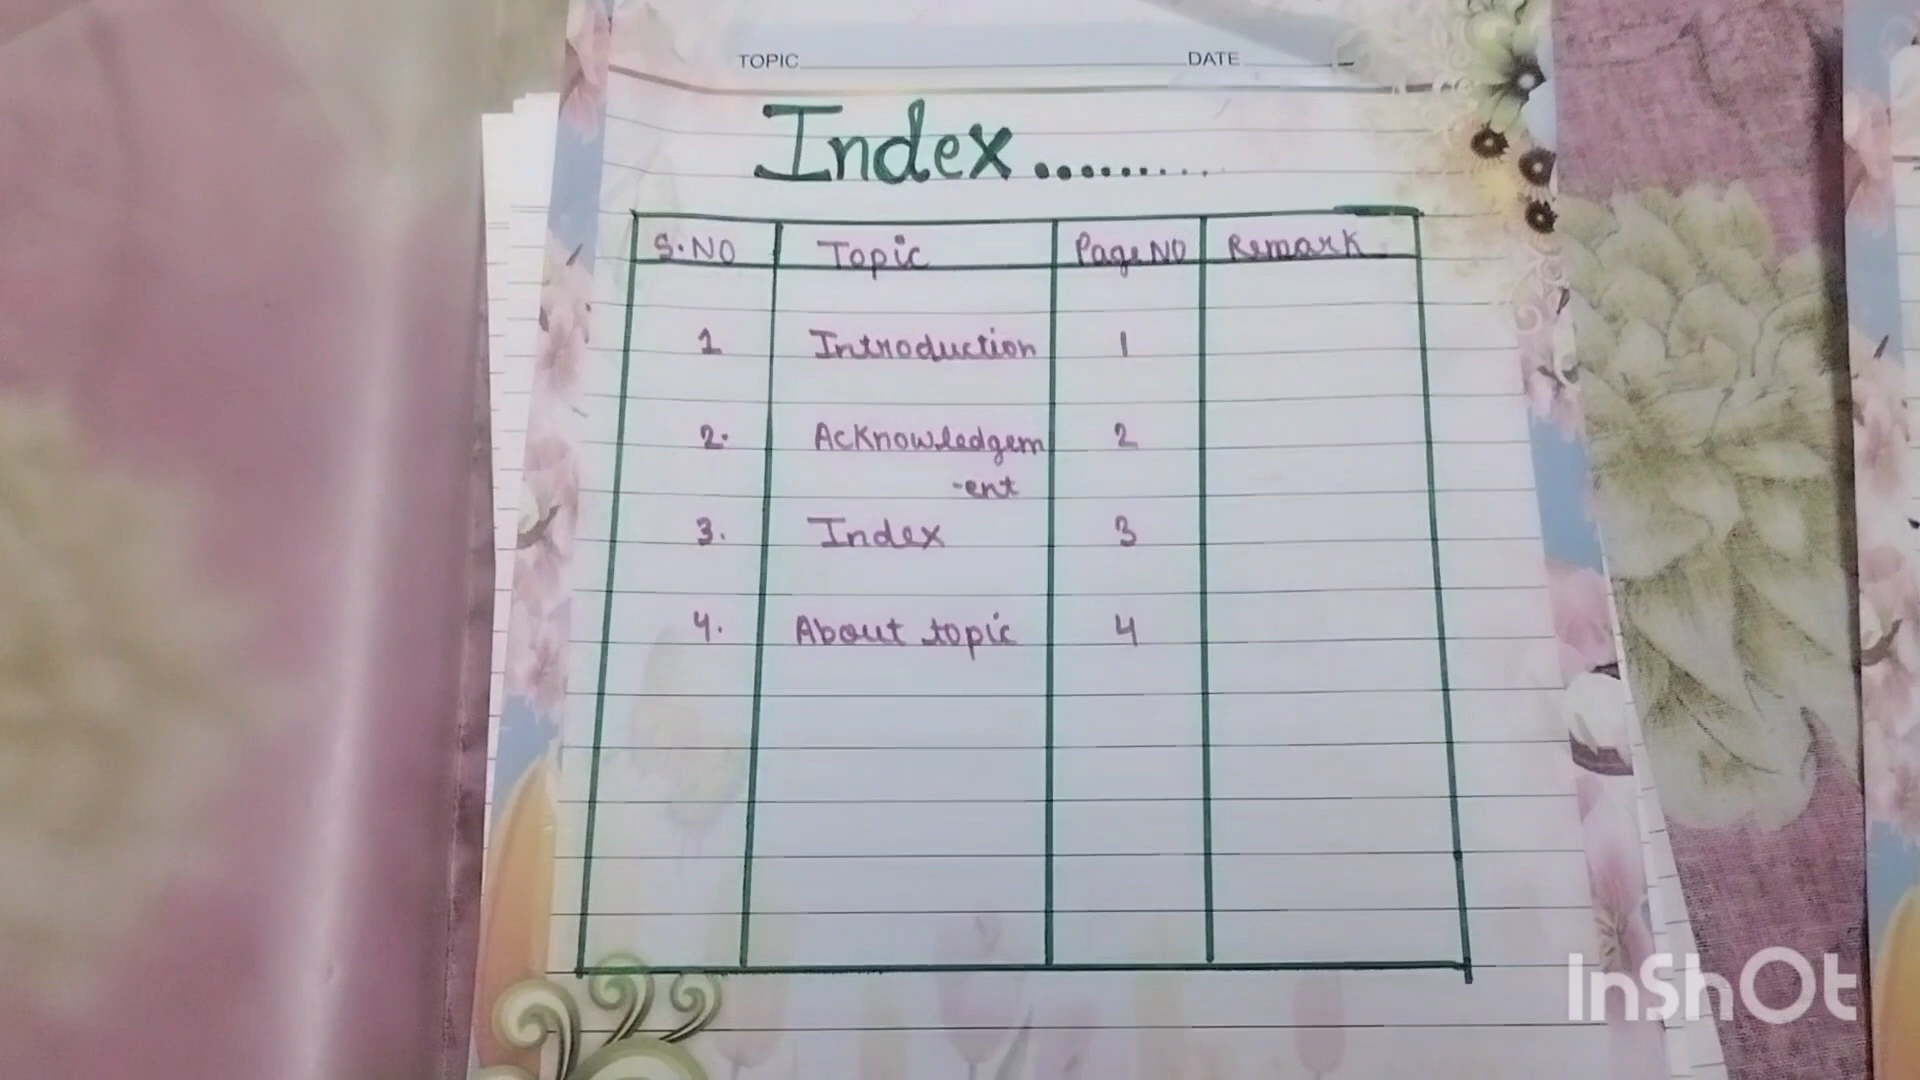 TOPIC DATE
Index.........
S.NO Topic Page NO Remark
1 Introduction 1
2. Acknowledgem 2
-ent
3. Index 3
4. About topic 4
InShOt